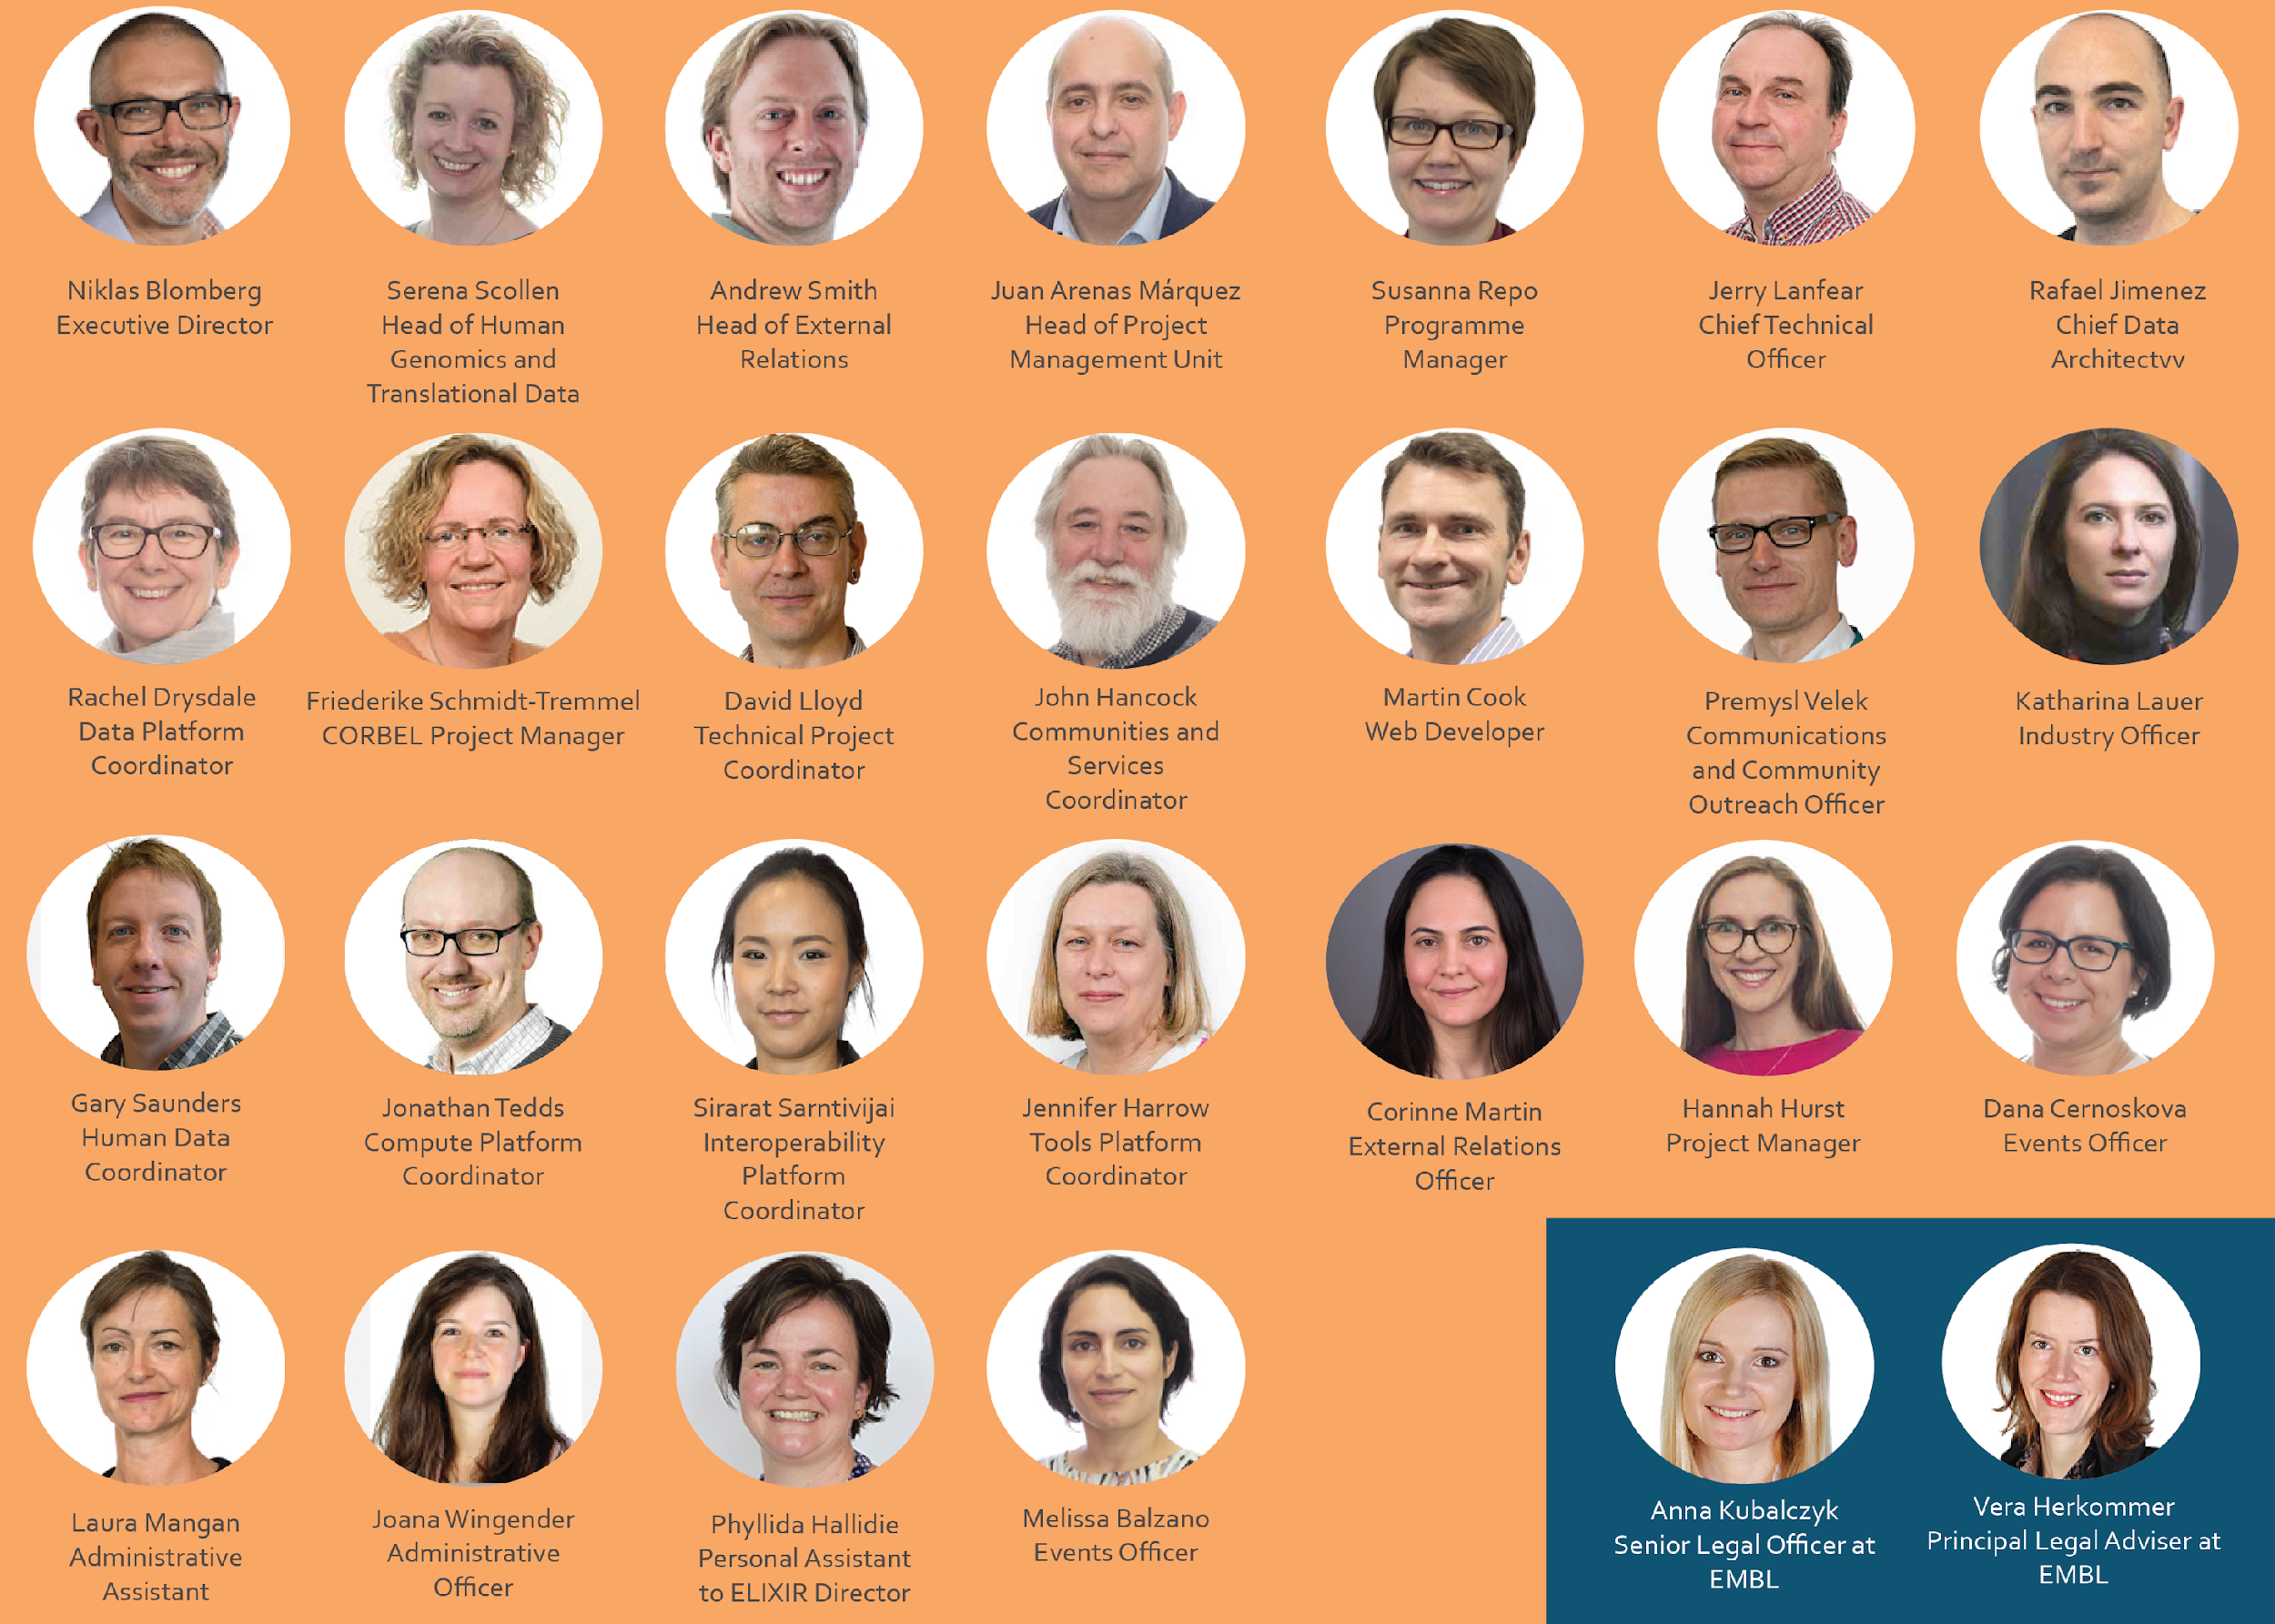 Niklas Blomberg
Executive Director
Serena Scollen
Head of Human
Genomics and
Translational Data
Andrew Smith
Head of External
Relations
Juan Arenas Márquez
Head of Project
Management Unit
Susanna Repo
Programme
Manager
Jerry Lanfear
Chief Technical
Officer
Rafael Jimenez
Chief Data
Architectvv
Rachel Drysdale
Data Platform
Coordinator
Friederike Schmidt-Tremmel
CORBEL Project Manager
David Lloyd
Technical Project
Coordinator
John Hancock
Communities and
Services
Coordinator
Martin Cook
Web Developer
Premysl Velek
Communications
and Community
Outreach Officer
Katharina Lauer
Industry Officer
Gary Saunders
Human Data
Coordinator
Jonathan Tedds
Compute Platform
Coordinator
Sirarat Sarntivijai
Interoperability
Platform
Coordinator
Jennifer Harrow
Tools Platform
Coordinator
Corinne Martin
External Relations
Officer
Hannah Hurst
Project Manager
Dana Cernoskova
Events Officer
Laura Mangan
Administrative
Assistant
Joana Wingender
Administrative
Officer
Phyllida Hallidie
Personal Assistant
to ELIXIR Director
Melissa Balzano
Events Officer
Anna Kubalczyk
Senior Legal Officer at
EMBL
Vera Herkommer
Principal Legal Adviser at
EMBL